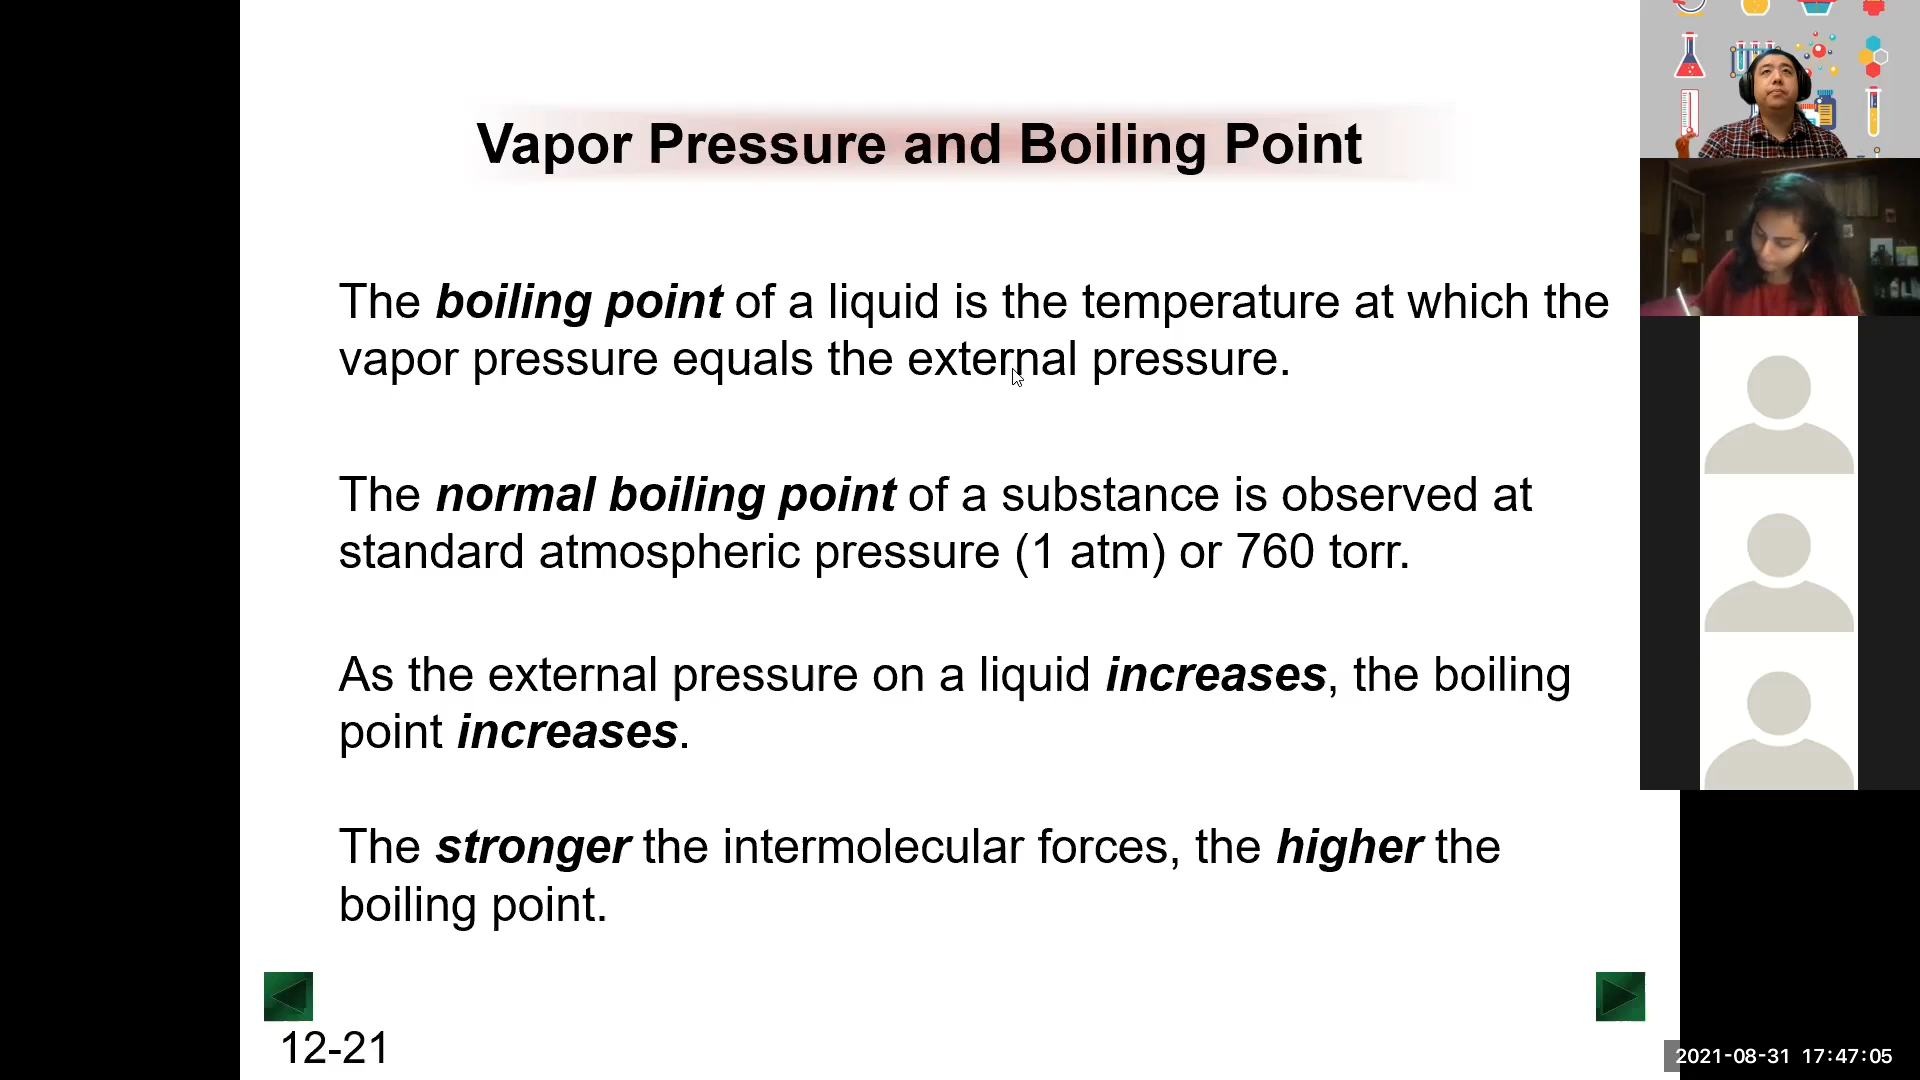 Vapor Pressure and Boiling Point
The boiling point of a liquid is the temperature at which the
vapor pressure equals the external pressure.
The normal boiling point of a substance is observed at
standard atmospheric pressure (1 atm) or 760 torr.
As the external pressure on a liquid increases, the boiling
point increases.
The stronger the intermolecular forces, the higher the
boiling point.
12-21
2021-08-31 17:47:05